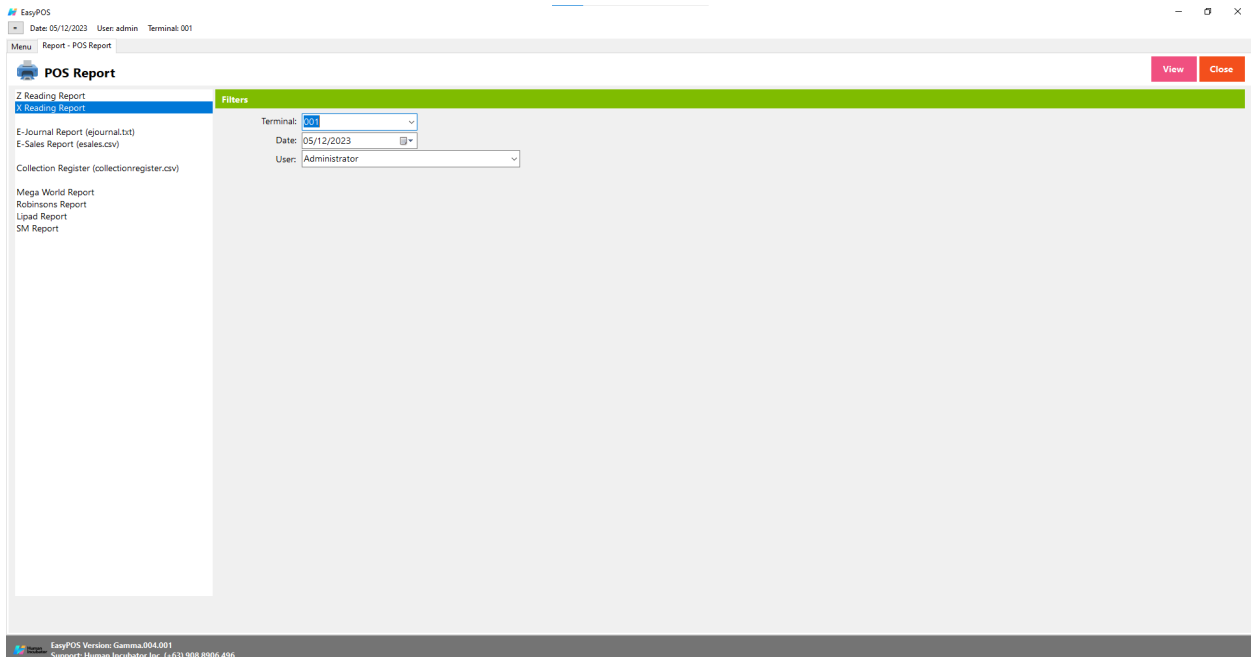 EasyPOS
Date: 05/12/2023 User: admin Terminal: 001
Menu Report - POS Report
POS Report
View Close
Z Reading Report
X Reading Report
E-Journal Report (ejournal.txt)
E-Sales Report (esales.csv)
Collection Register (collectionregister.csv)
Mega World Report
Robinsons Report
Lipad Report
SM Report
Filters
Terminal: 001
Date: 05/12/2023
User: Administrator
Human Incubator
EasyPOS Version: Gamma.004.001
Support: Human Incubator Inc. (+63) 908 8906 496